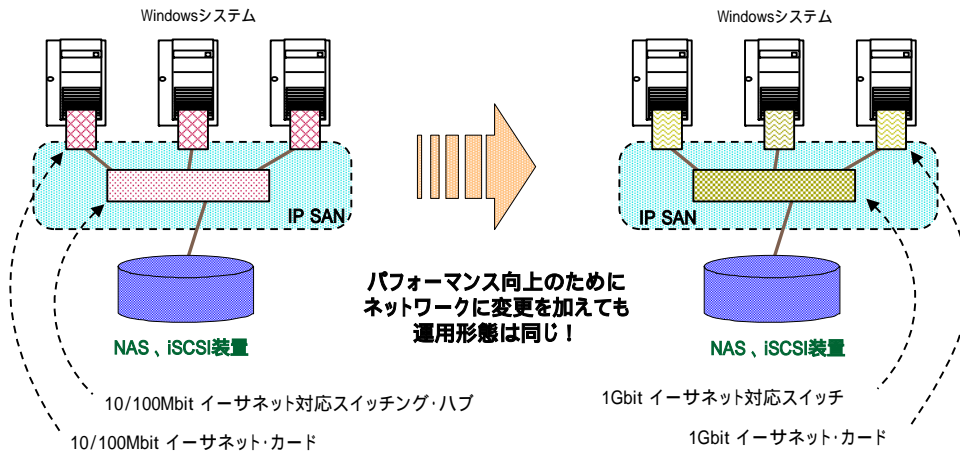 Windowsシステム
Windowsシステム
IP SAN
IP SAN
パフォーマンス向上のために
ネットワークに変更を加えても
運用形態は同じ！
NAS、iSCSI装置
NAS、iSCSI装置
10/100Mbit イーサネット対応スイッチング・ハブ
1Gbit イーサネット対応スイッチ
10/100Mbit イーサネット・カード
1Gbit イーサネット・カード